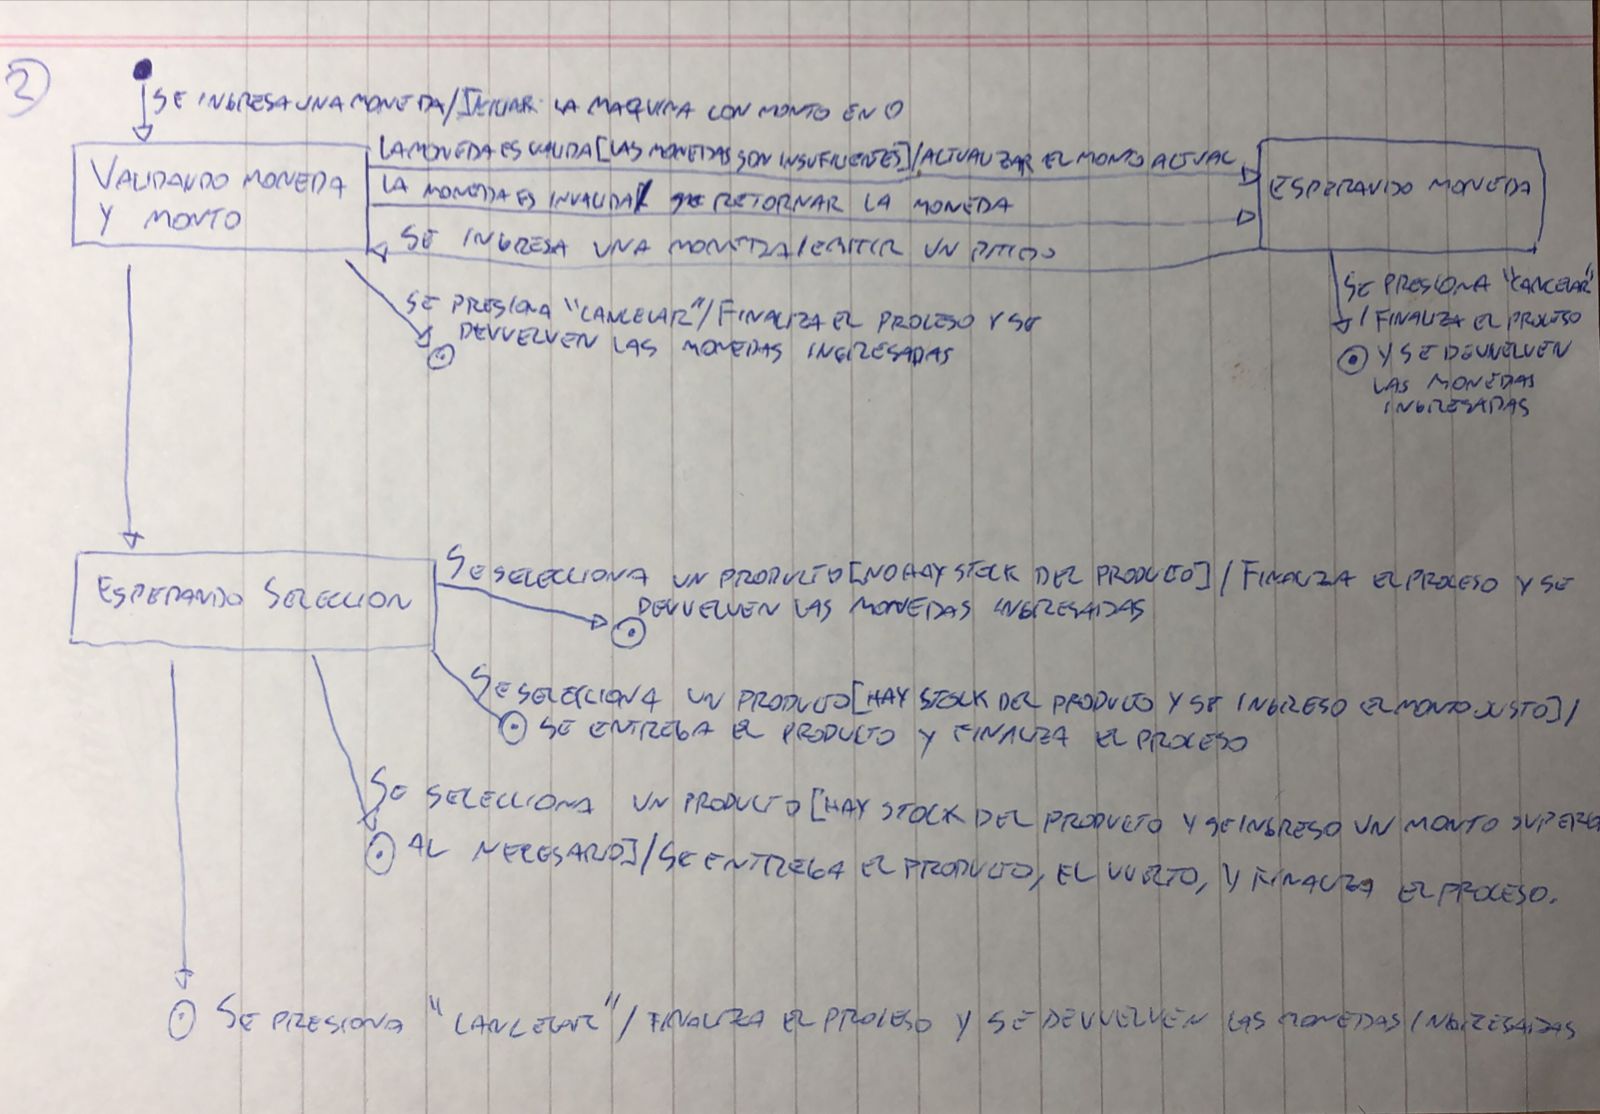 2)
SE INGRESA UNA MONEDA/INICIAR LA MAQUINA CON MONTO EN 0
VALIDANDO MONEDA
Y MONTO
LA MONEDA ES VALIDA[LAS MONEDAS SON INSUFICIENTES]/ACTUALIZAR EL MONTO ACTUAL
LA MONEDA ES INVALIDA/ RETORNAR LA MONEDA
SE INGRESA UNA MONEDA/EMITIR UN PITIDO
ESPERANDO MONEDA
SE PRESIONA "CANCELAR"/FINALIZA EL PROCESO Y SE
DEVUELVEN LAS MONEDAS INGRESADAS
SE PRESIONA "CANCELAR"
/ FINALIZA EL PROCESO
Y SE DEVUELVEN
LAS MONEDAS
INGRESADAS
ESPERANDO SELECCION
SE SELECCIONA UN PRODUCTO[NO HAY STOCK DEL PRODUCTO]/FINALIZA EL PROCESO Y SE
DEVUELVEN LAS MONEDAS INGRESADAS
SE SELECCIONA UN PRODUCTO[HAY STOCK DEL PRODUCTO Y SE INGRESO EL MONTO JUSTO]/
SE ENTREGA EL PRODUCTO Y FINALIZA EL PROCESO
SE SELECCIONA UN PRODUCTO[HAY STOCK DEL PRODUCTO Y SE INGRESO UN MONTO
AL NECESARIO]/SE ENTREGA EL PRODUCTO, EL VUELTO, Y FINALIZA EL PROCESO.
SE PRESIONA "CANCELAR"/FINALIZA EL PROCESO Y SE DEVUELVEN LAS MONEDAS INGRESADAS